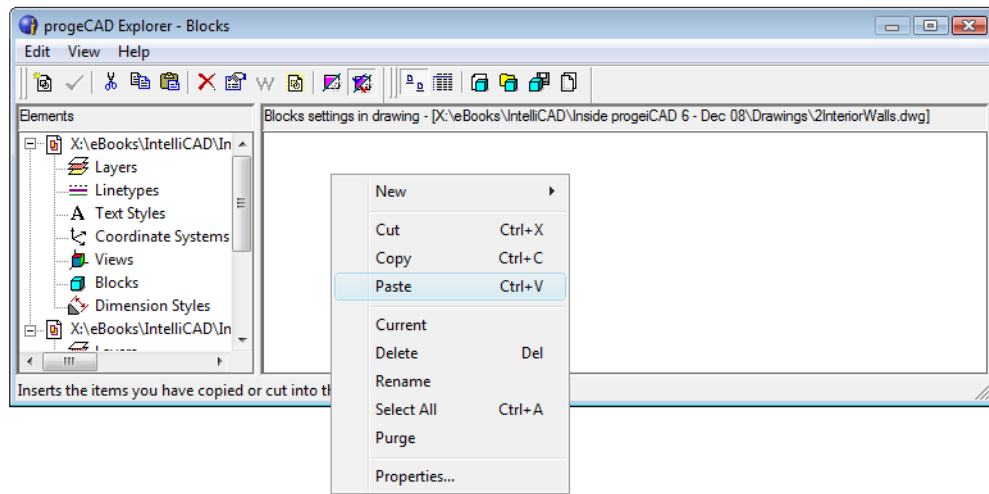 progeCAD Explorer - Blocks
Edit View Help
Elements
Blocks settings in drawing - [X:\eBooks\IntelliCAD\Inside progeiCAD 6 - Dec 08\Drawings\2InteriorWalls.dwg]
X:\eBooks\IntelliCAD\In
Layers
Linetypes
A Text Styles
Coordinate Systems
Views
Blocks
Dimension Styles
X:\eBooks\IntelliCAD\In
Inserts the items you have copied or cut into th
New
Cut Ctrl+X
Copy Ctrl+C
Paste Ctrl+V
Current
Delete Del
Rename
Select All Ctrl+A
Purge
Properties...